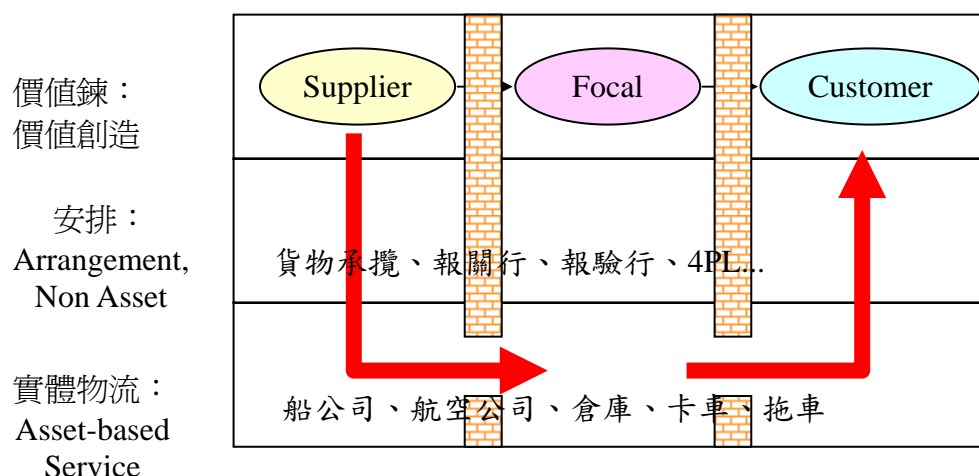 價值鍊：
價值創造
Supplier
Focal
Customer
安排：
Arrangement,
Non Asset
貨物承攬、報關行、報驗行、4PL...
實體物流：
Asset-based
Service
船公司、航空公司、倉庫、卡車、拖車